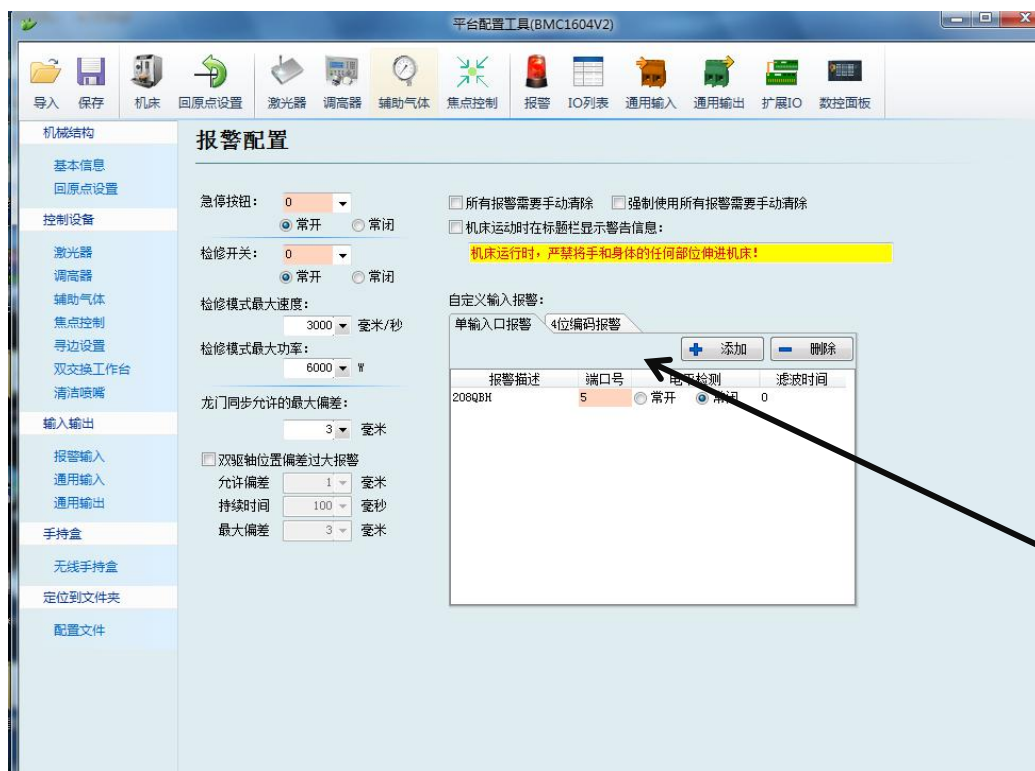 平台配置工具(BMC1604V2)
导入 保存 机床 回原点设置 激光器 调高器 辅助气体 焦点控制 报警 IO列表 通用输入 通用输出 扩展IO 数控面板
机械结构
基本信息
回原点设置
控制设备
激光器
调高器
辅助气体
焦点控制
寻边设置
双交换工作台
清洁喷嘴
输入输出
报警输入
通用输入
通用输出
手持盒
无线手持盒
定位到文件夹
配置文件
报警配置
急停按钮: 0
常开 常闭
检修开关: 0
常开 常闭
检修模式最大速度:
3000 毫米/秒
检修模式最大功率:
6000 W
龙门同步允许的最大偏差:
3 毫米
双驱轴位置偏差过大报警
允许偏差 1 毫米
持续时间 100 毫秒
最大偏差 3 毫米
所有报警需要手动清除 强制使用所有报警需要手动清除
机床运动时在标题栏显示警告信息:
机床运行时，严禁将手和身体的任何部位伸进机床!
自定义输入报警:
单输入口报警 4位编码报警
添加 删除
报警描述 端口号 电平检测 滤波时间
208QBH 5 常开 常闭 0